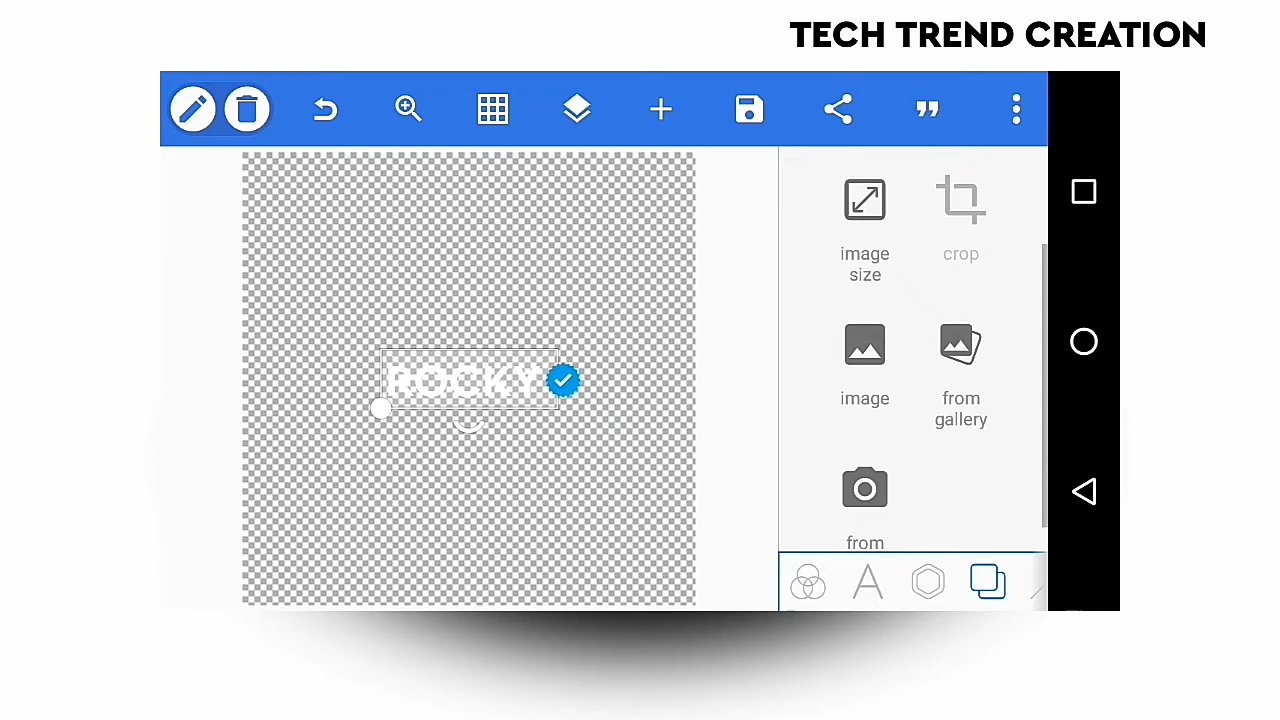 TECH TREND CREATION
image size
crop
ROCKY
image
from gallery
from